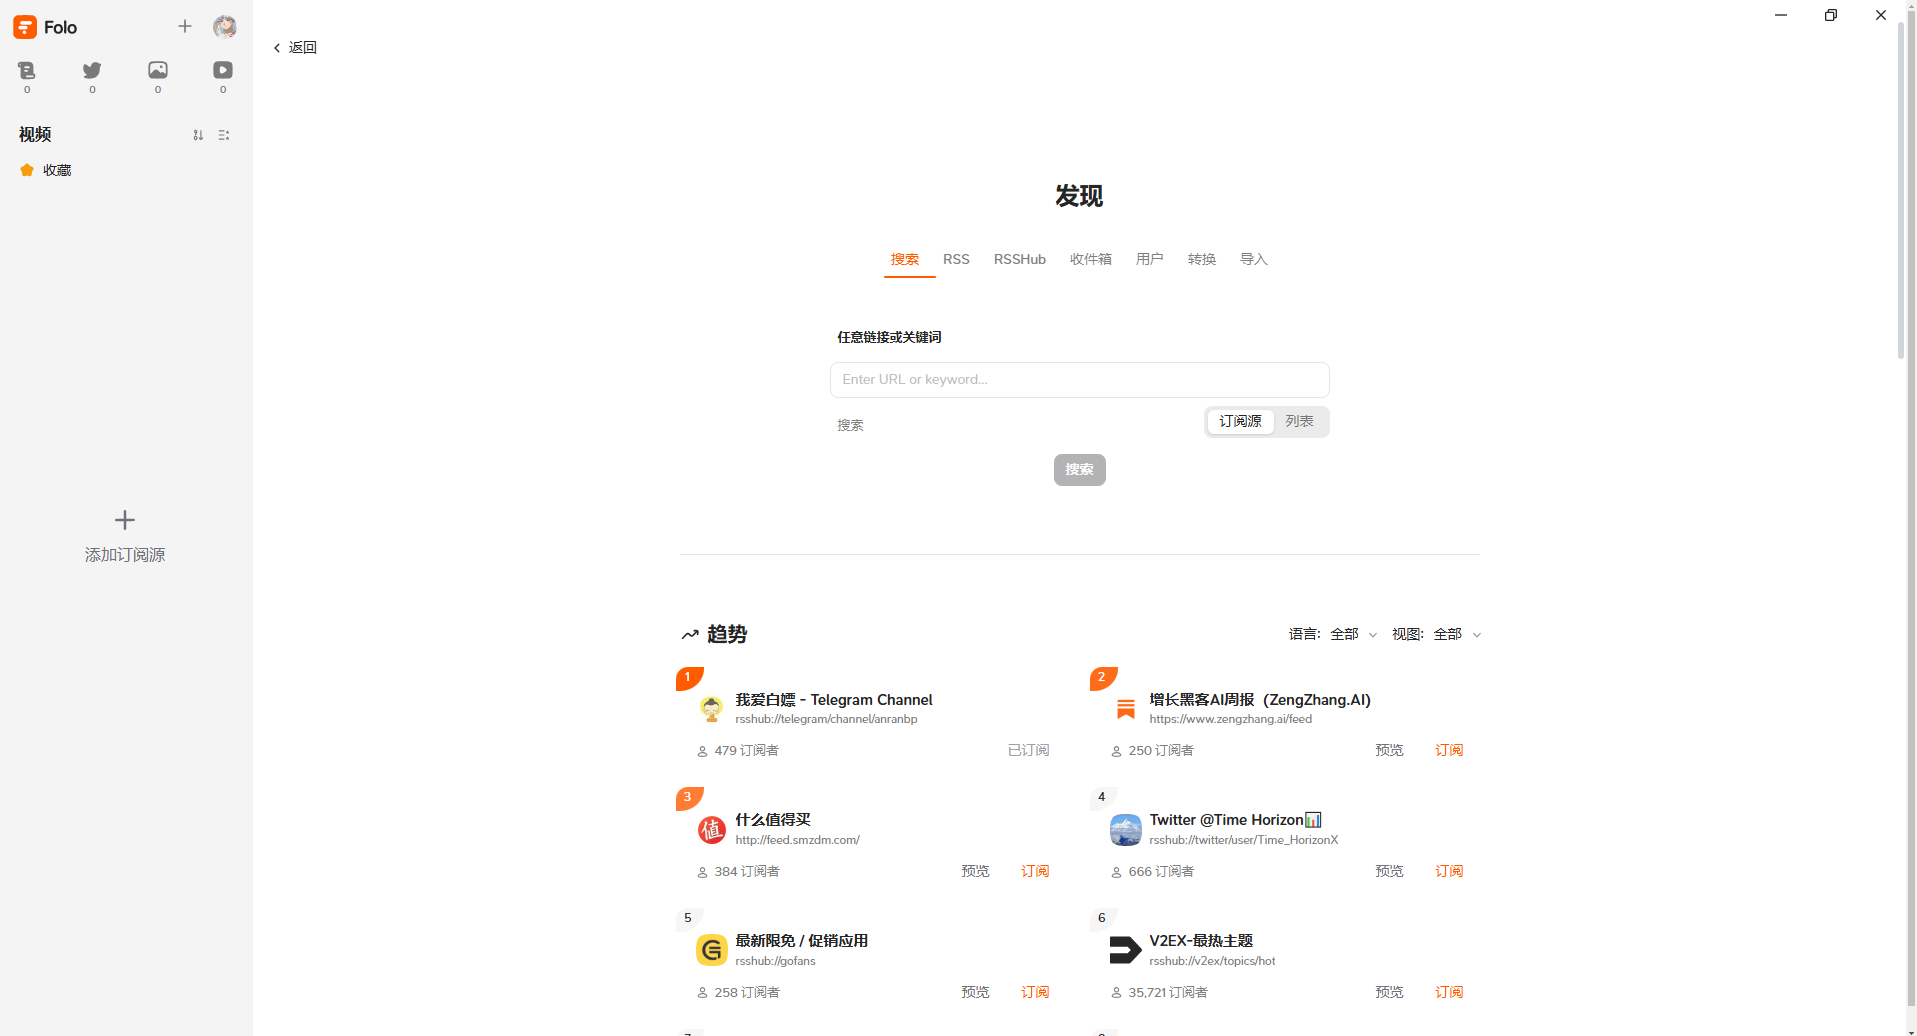 Folo
0
0
0
0
视频
收藏
添加订阅源
返回
发现
搜索
RSS
RSSHub
收件箱
用户
转换
导入
任意链接或关键词
Enter URL or keyword...
搜索
订阅源
列表
搜索
趋势
语言: 全部
视图: 全部
1
我爱白嫖 - Telegram Channel
rsshub://telegram/channel/anranbp
479 订阅者
已订阅
2
增长黑客AI周报（ZengZhang.AI)
https://www.zengzhang.ai/feed
250 订阅者
预览
订阅
3
值
什么值得买
http://feed.smzdm.com/
384 订阅者
预览
订阅
4
Twitter @Time Horizon📊
rsshub://twitter/user/Time_HorizonX
666 订阅者
预览
订阅
5
最新限免 / 促销应用
rsshub://gofans
258 订阅者
预览
订阅
6
V2EX-最热主题
rsshub://v2ex/topics/hot
35,721 订阅者
预览
订阅